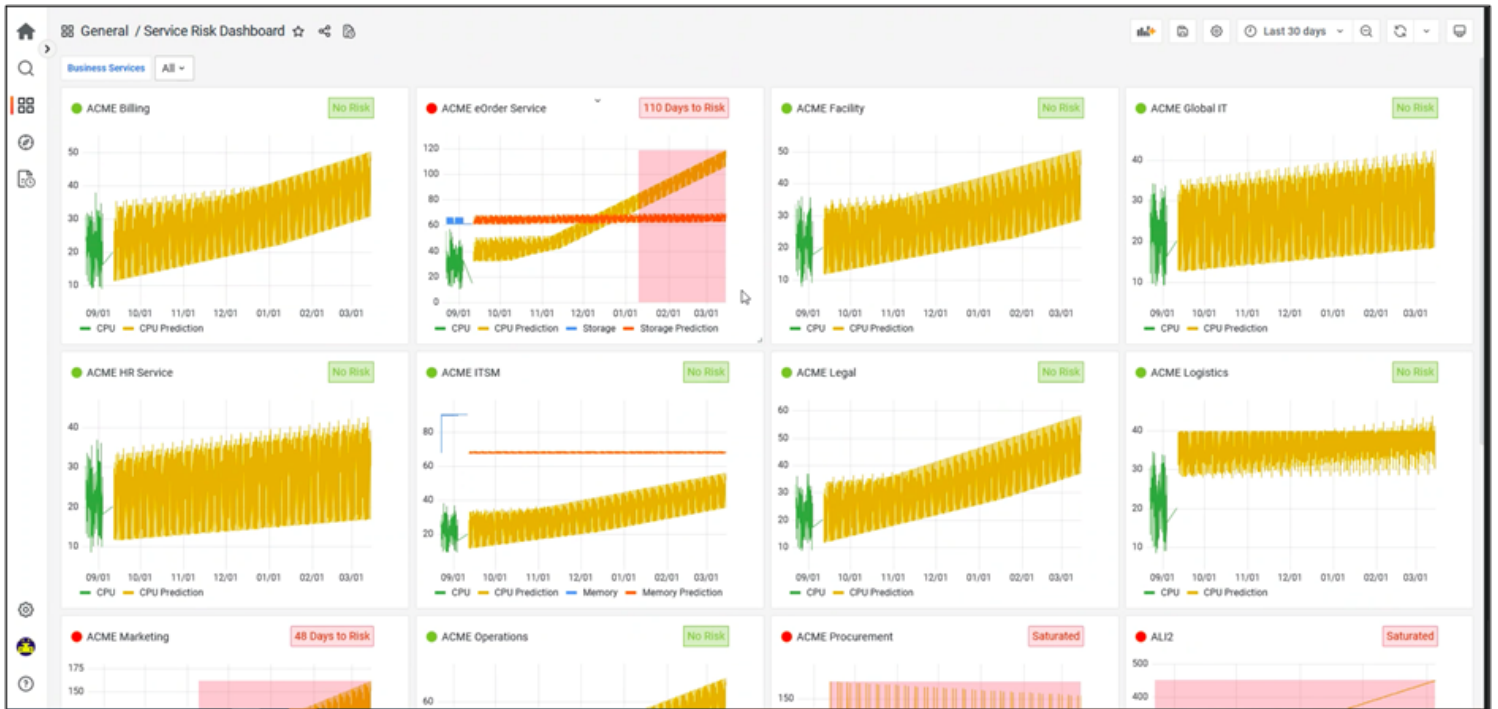 General / Service Risk Dashboard
Last 30 days
Business Services All
ACME Billing No Risk
50
40
30
20
10
09/01 10/01 11/01 12/01 01/01 02/01 03/01
CPU CPU Prediction
ACME eOrder Service 110 Days to Risk
120
100
80
60
40
20
0
09/01 10/01 11/01 12/01 01/01 02/01 03/01
CPU CPU Prediction Storage Storage Prediction
ACME Facility No Risk
50
40
30
20
10
09/01 10/01 11/01 12/01 01/01 02/01 03/01
CPU CPU Prediction
ACME Global IT No Risk
40
30
20
10
09/01 10/01 11/01 12/01 01/01 02/01 03/01
CPU CPU Prediction
ACME HR Service No Risk
40
30
20
10
09/01 10/01 11/01 12/01 01/01 02/01 03/01
CPU CPU Prediction
ACME ITSM No Risk
80
60
40
20
09/01 10/01 11/01 12/01 01/01 02/01 03/01
CPU CPU Prediction Memory Memory Prediction
ACME Legal No Risk
60
50
40
30
20
10
09/01 10/01 11/01 12/01 01/01 02/01 03/01
CPU CPU Prediction
ACME Logistics No Risk
40
30
20
10
09/01 10/01 11/01 12/01 01/01 02/01 03/01
CPU CPU Prediction
ACME Marketing 48 Days to Risk
175
150
ACME Operations No Risk
60
ACME Procurement Saturated
150
ALI2 Saturated
500
400